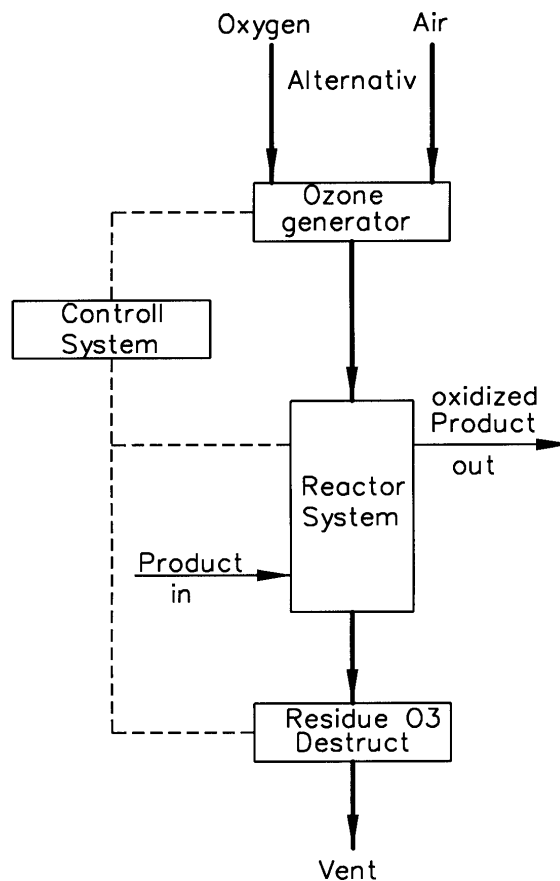 Oxygen
Air
Alternativ
Ozone
generator
Controll
System
oxidized
Product
out
Reactor
System
Product
in
Residue O3
Destruct
Vent